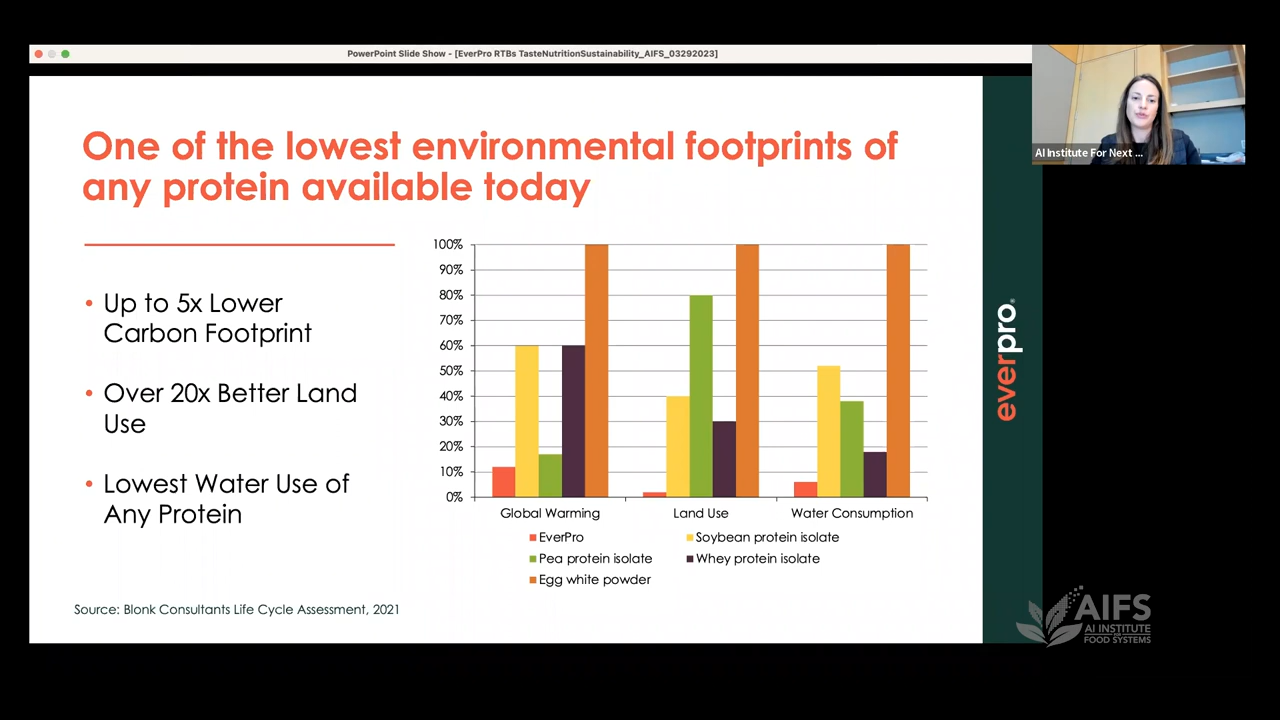 PowerPoint Slide Show - [EverPro RTBs TasteNutritionSustainability_AIFS_03292023]
AI Institute For Next ...
One of the lowest environmental footprints of
any protein available today
• Up to 5x Lower
Carbon Footprint
• Over 20x Better Land
Use
• Lowest Water Use of
Any Protein
100%
90%
80%
70%
60%
50%
40%
30%
20%
10%
0%
Global Warming
Land Use
Water Consumption
EverPro
Soybean protein isolate
Pea protein isolate
Whey protein isolate
Egg white powder
Source: Blonk Consultants Life Cycle Assessment, 2021
everpro®
AIFS
AI INSTITUTE
FOR
FOOD SYSTEMS